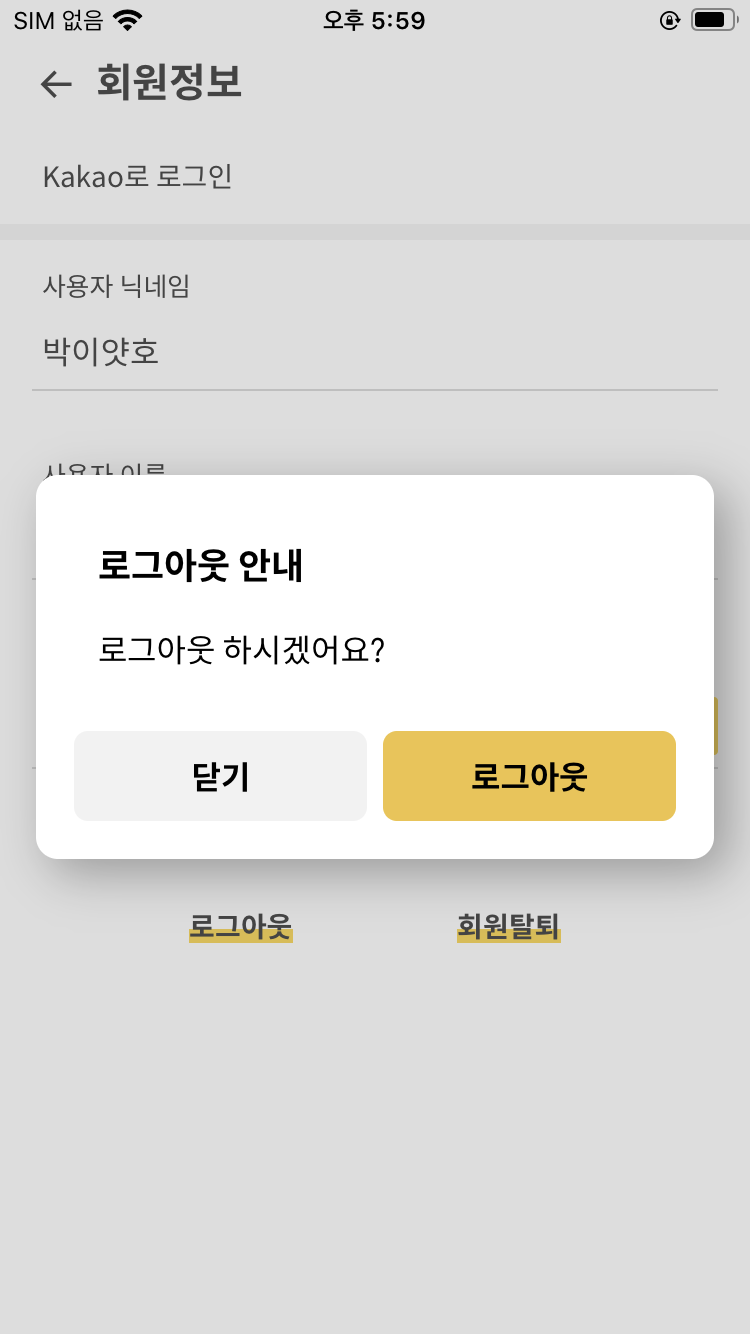 SIM 없음 오후 5:59
회원정보
Kakao로 로그인
사용자 닉네임
박이얏호
사용자 이름
로그아웃 안내
로그아웃 하시겠어요?
닫기 로그아웃
로그아웃 회원탈퇴